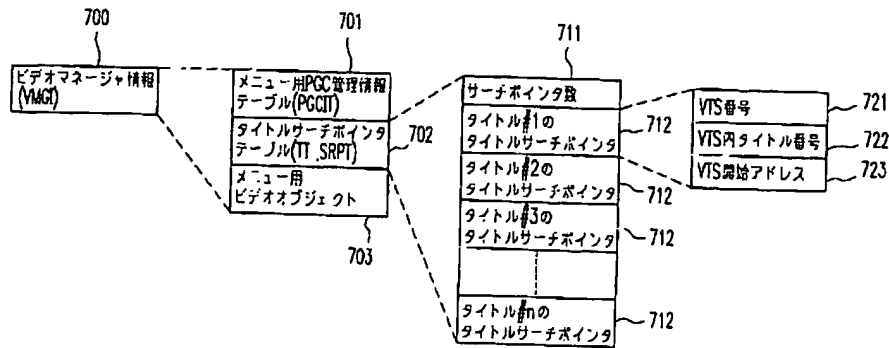 700
ビデオマネージャ情報
(VMGI)
701
メニュー用PGC管理情報
テーブル(PGCIT)
タイトルサーチポインタ
テーブル(TT_SRPT)
702
メニュー用
ビデオオブジェクト
703
711
サーチポインタ数
タイトル#1の
タイトルサーチポインタ
712
タイトル#2の
タイトルサーチポインタ
712
タイトル#3の
タイトルサーチポインタ
712
タイトル#nの
タイトルサーチポインタ
712
VTS番号
721
VTS内タイトル番号
722
VTS開始アドレス
723